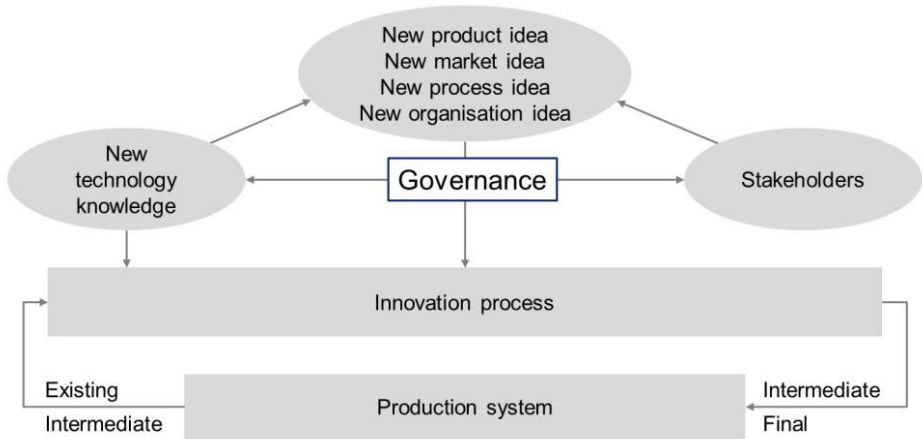 New product idea
New market idea
New process idea
New organisation idea
New
technology
knowledge
Governance
Stakeholders
Innovation process
Existing
Intermediate
Production system
Intermediate
Final